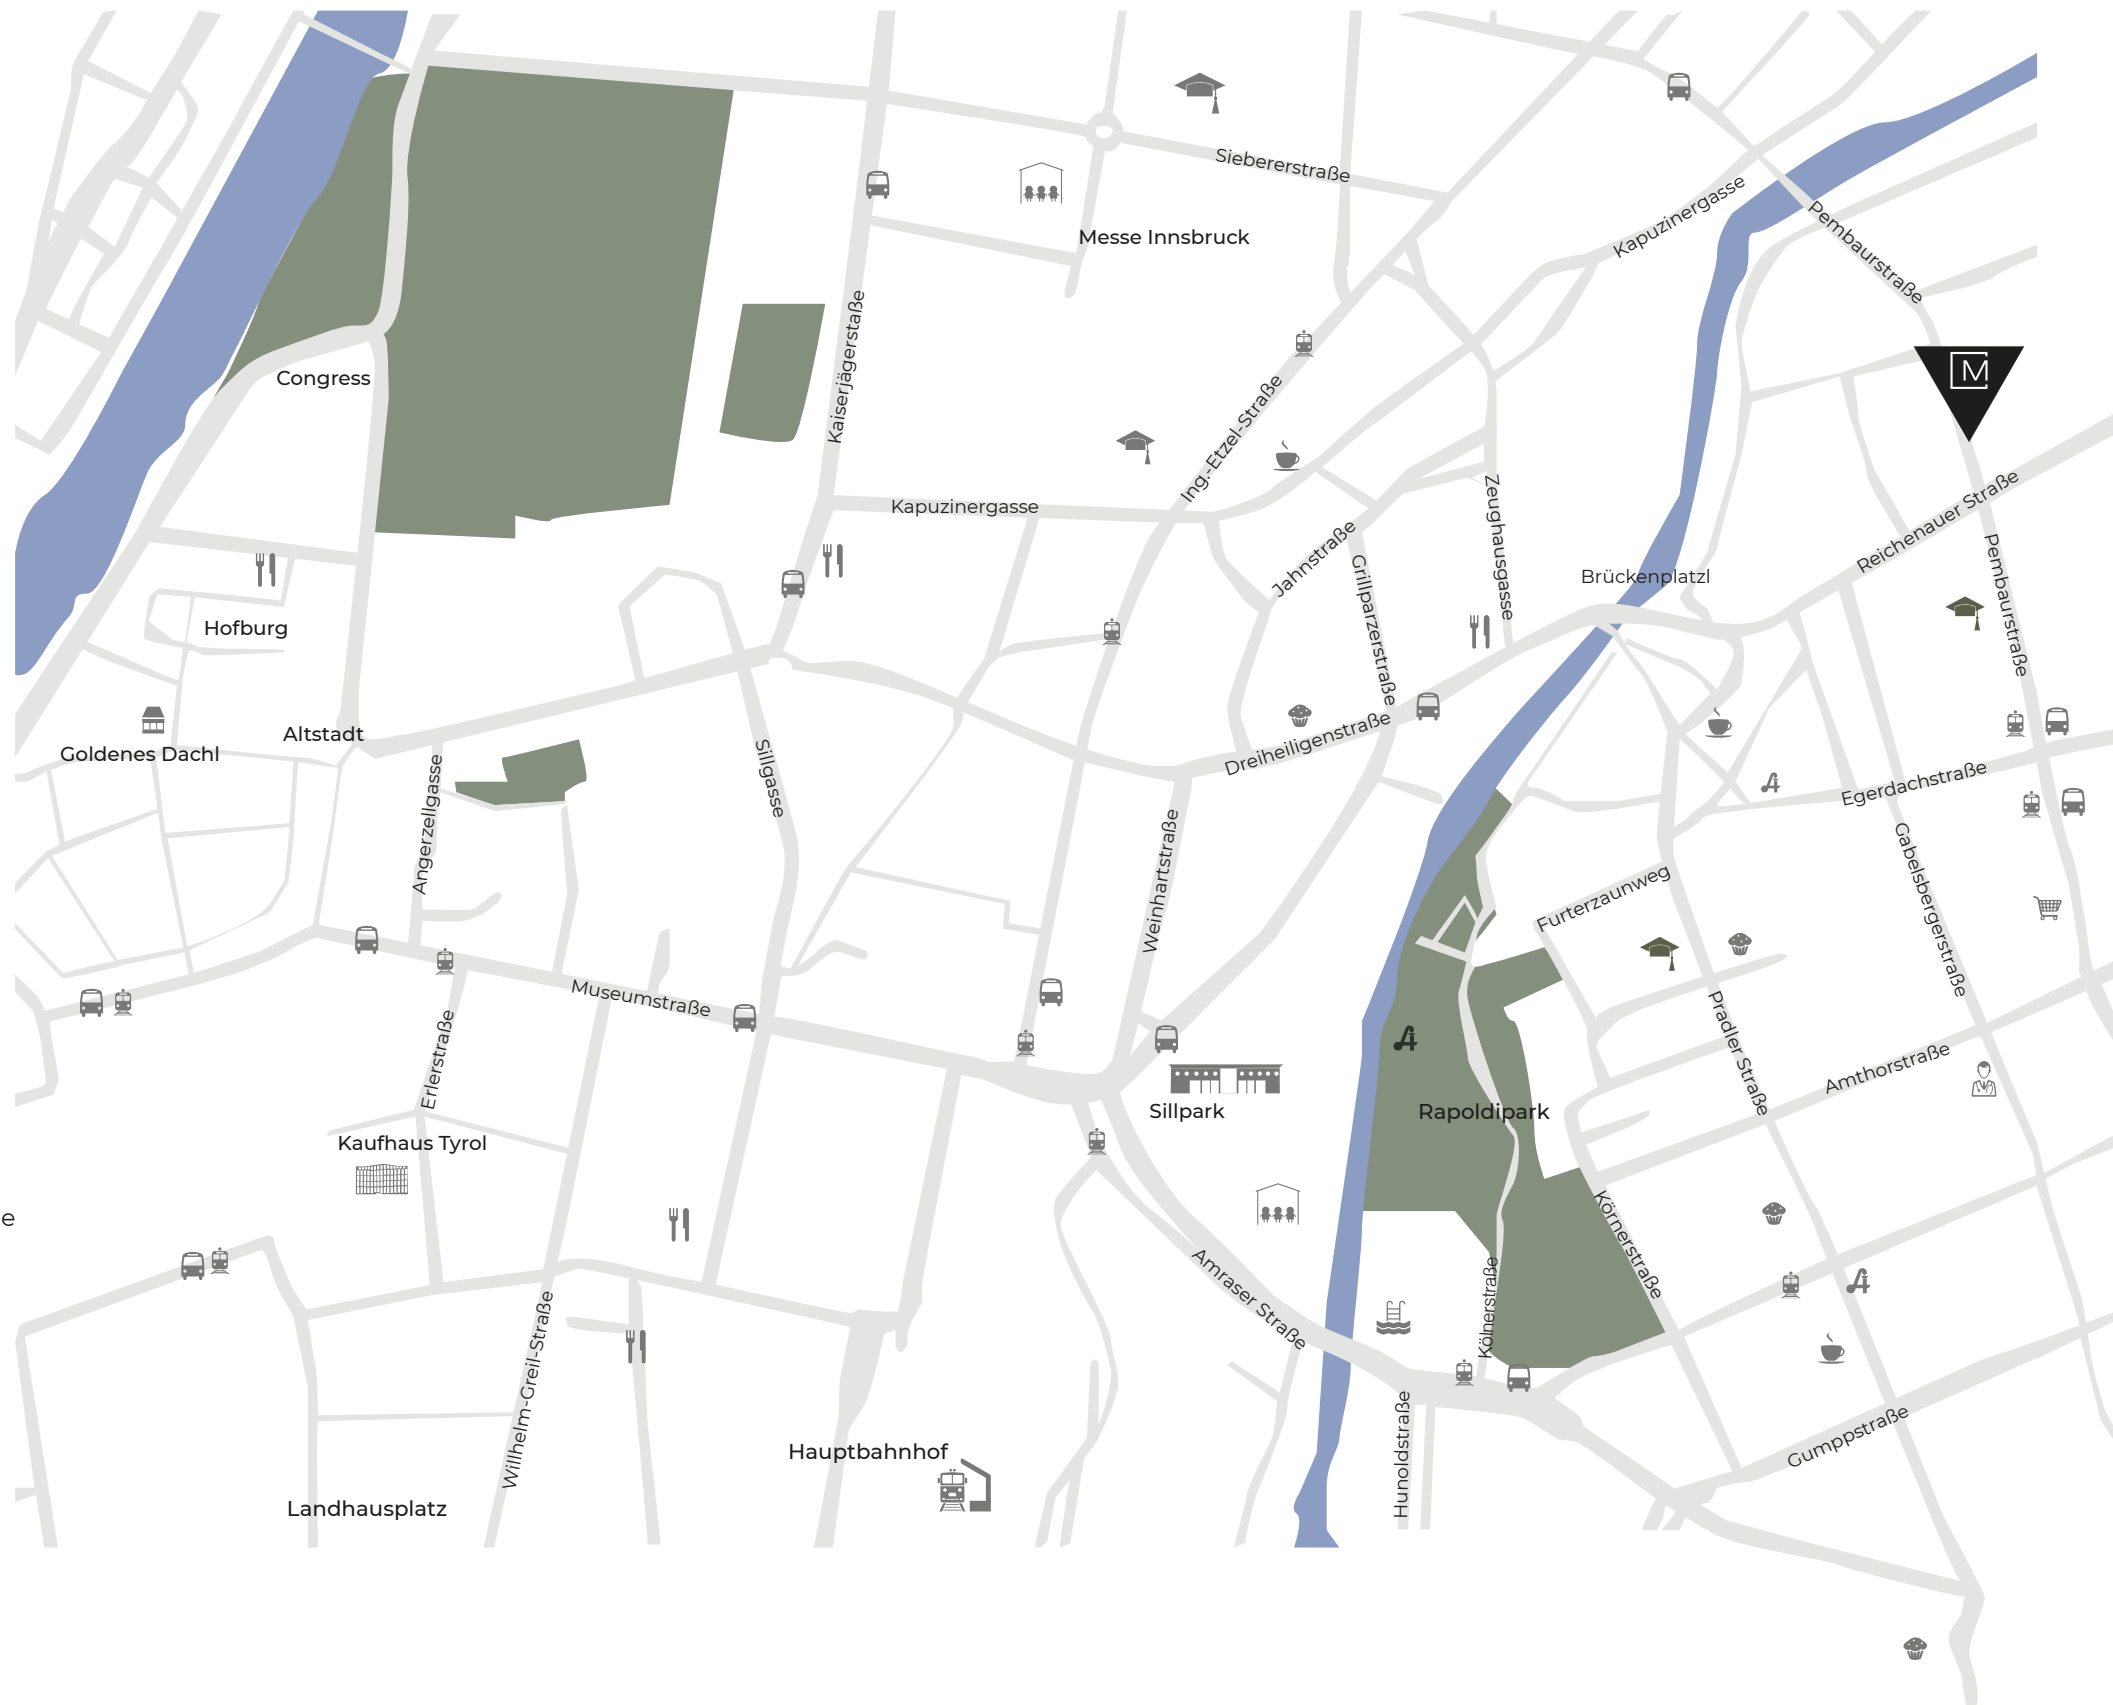 Siebererstraße
Kapuzinergasse
Pembaurstraße
Messe Innsbruck
M
Congress
Kaiserjägerstaße
Ing.-Etzel-Straße
Kapuzinergasse
Zeughausgasse
Jahnstraße
Reichenauer Straße
Grillparzerstraße
Pembaurstraße
Brückenplatzl
Hofburg
Altstadt
Goldenes Dachl
Dreiheiligenstraße
Sillgasse
Angerzellgasse
Egerdachstraße
Weinhartstraße
Gabelsbergerstraße
Furterzaunweg
Museumstraße
Pradler Straße
Erlerstraße
Amthorstraße
Sillpark
Rapoldipark
Kaufhaus Tyrol
e
Körnerstraße
Amraser Straße
Kölnerstraße
Willhelm-Greil-Straße
Hunoldstraße
Gumppstraße
Hauptbahnhof
Landhausplatz